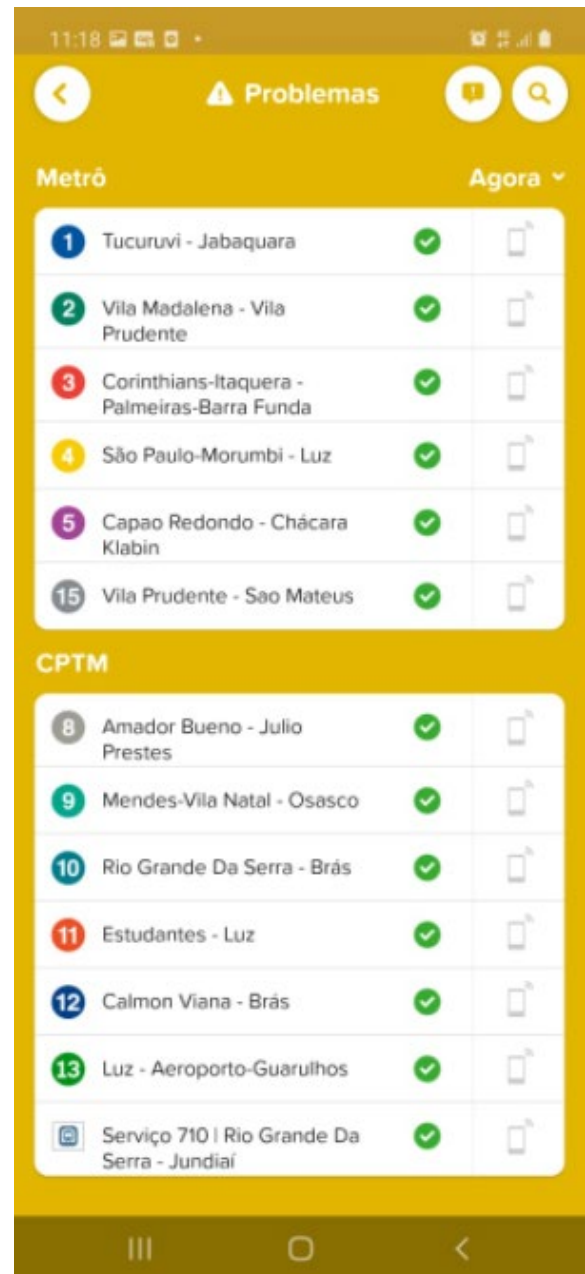 11:18
Problemas
Metrô
Agora
1
Tucuruvi - Jabaquara
2
Vila Madalena - Vila
Prudente
3
Corinthians-Itaquera -
Palmeiras-Barra Funda
4
São Paulo-Morumbi - Luz
5
Capao Redondo - Chácara
Klabin
15
Vila Prudente - Sao Mateus
CPTM
8
Amador Bueno - Julio
Prestes
9
Mendes-Vila Natal - Osasco
10
Rio Grande Da Serra - Brás
11
Estudantes - Luz
12
Calmon Viana - Brás
13
Luz - Aeroporto-Guarulhos
Serviço 710 | Rio Grande Da
Serra - Jundiaí